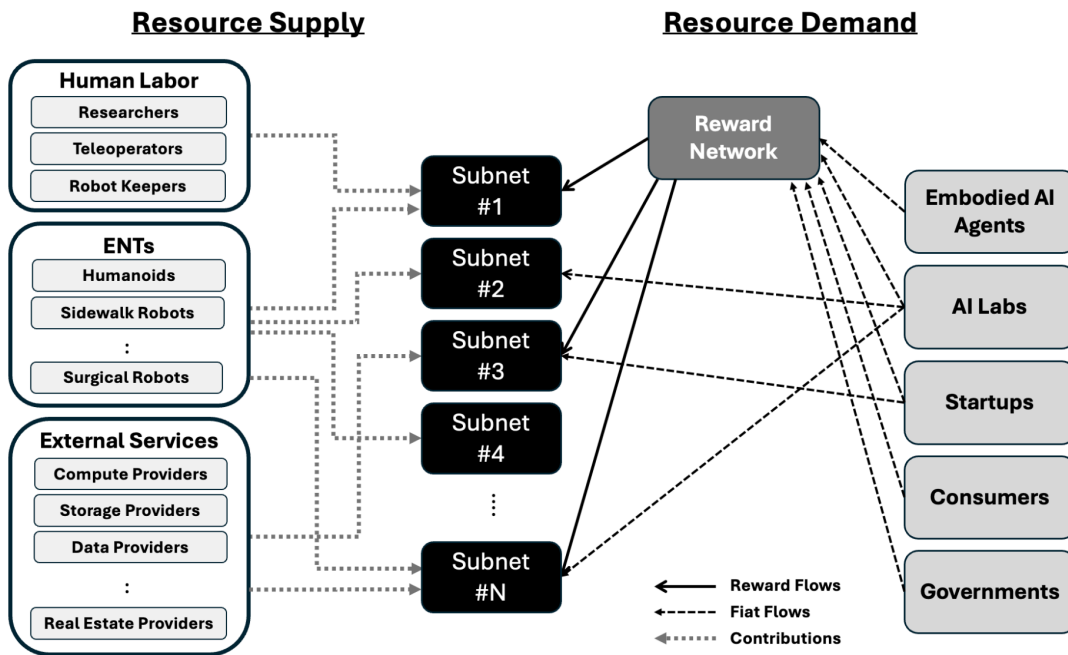 Resource Supply
Resource Demand
Human Labor
Researchers
Teleoperators
Robot Keepers
ENTs
Humanoids
Sidewalk Robots
:
Surgical Robots
External Services
Compute Providers
Storage Providers
Data Providers
:
Real Estate Providers
Subnet
#1
Subnet
#2
Subnet
#3
Subnet
#4
Subnet
#N
Reward
Network
Embodied AI
Agents
AI Labs
Startups
Consumers
Governments
Reward Flows
Fiat Flows
Contributions